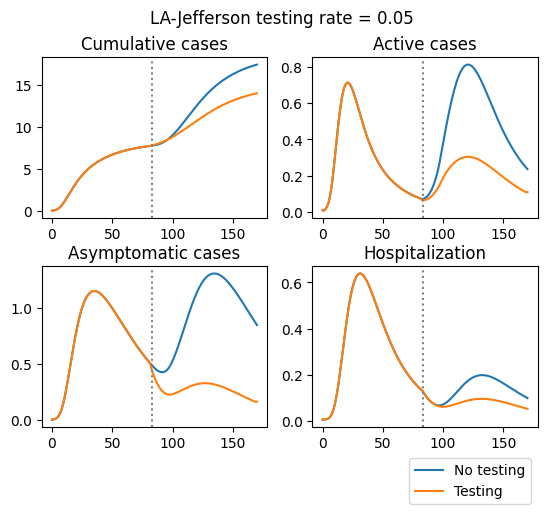 LA-Jefferson testing rate = 0.05
Cumulative cases
Active cases
15
10
5
0
0 50 100 150
0.8
0.6
0.4
0.2
0.0
0 50 100 150
Asymptomatic cases
Hospitalization
1.0
0.5
0.0
0 50 100 150
0.6
0.4
0.2
0.0
0 50 100 150
No testing
Testing